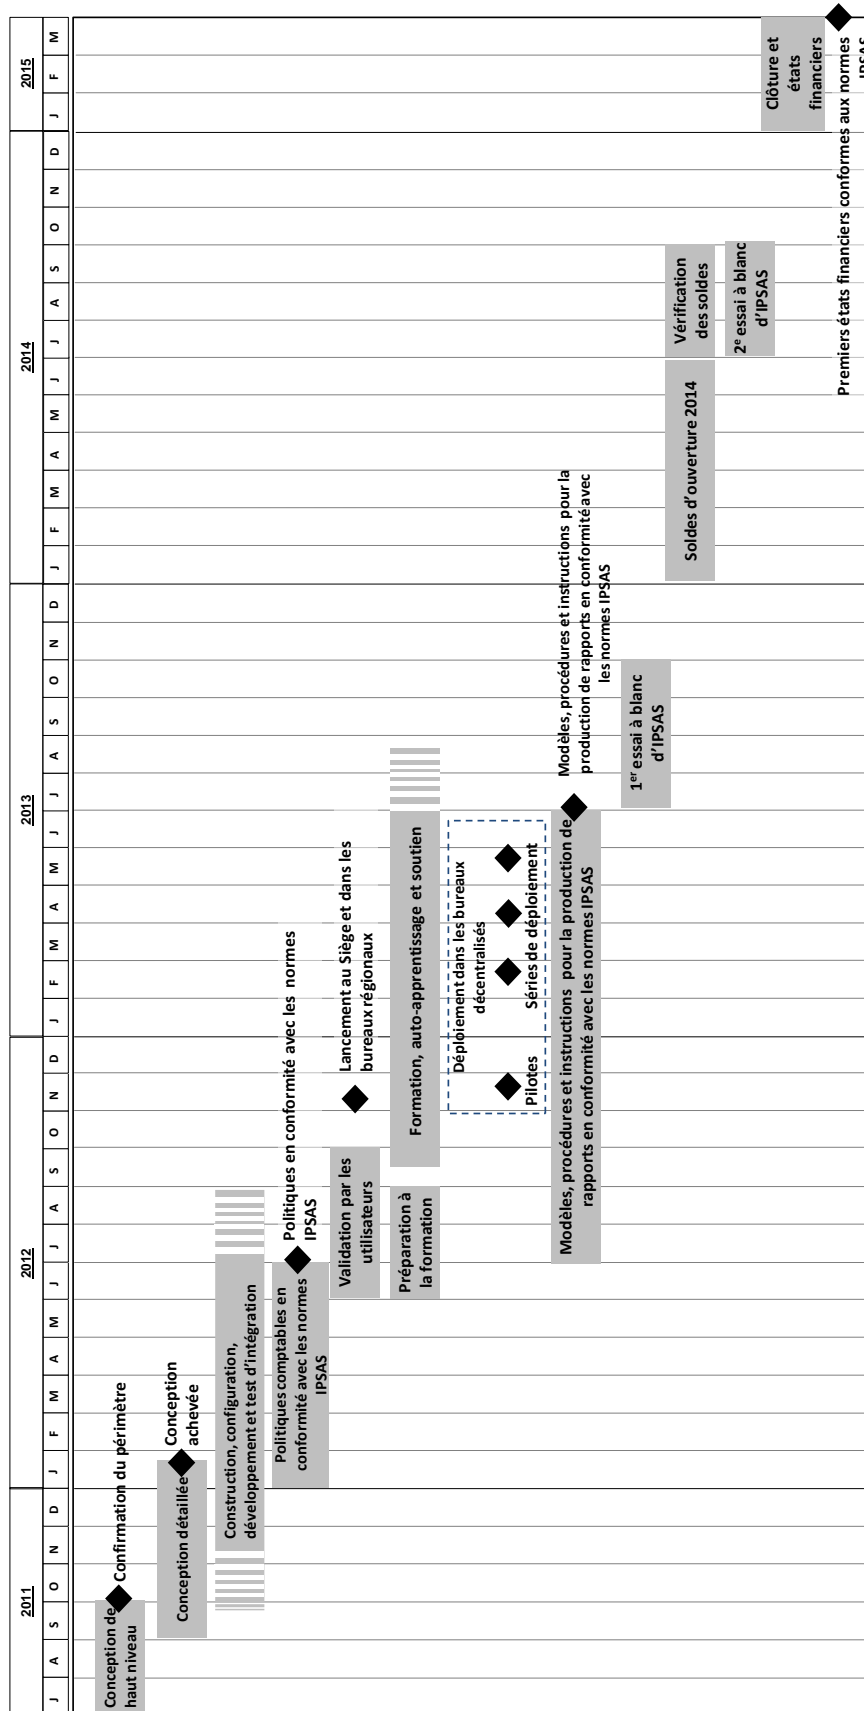 2011
2012
2013
2014
2015
J A S O N D J F M A M J J A S O N D J F M A M J J A S O N D J F M A M J J A S O N D J F M
Conception de
haut niveau
Confirmation du périmètre
Conception détaillée
Conception
achevée
Construction, configuration,
développement et test d'intégration
Politiques comptables en
conformité avec les normes
IPSAS
Politiques en conformité avec les normes
IPSAS
Validation par les
utilisateurs
Lancement au Siège et dans les
bureaux régionaux
Préparation à
la formation
Formation, auto-apprentissage et soutien
Déploiement dans les bureaux
décentralisés
Pilotes
Séries de déploiement
Modèles, procédures et instructions pour la production de
rapports en conformité avec les normes IPSAS
Modèles, procédures et instructions pour la
production de rapports en conformité avec
les normes IPSAS
1er essai à blanc
d'IPSAS
Soldes d'ouverture 2014
Vérification
des soldes
2e essai à blanc
d'IPSAS
Clôture et
états
financiers
Premiers états financiers conformes aux normes
IPSAS